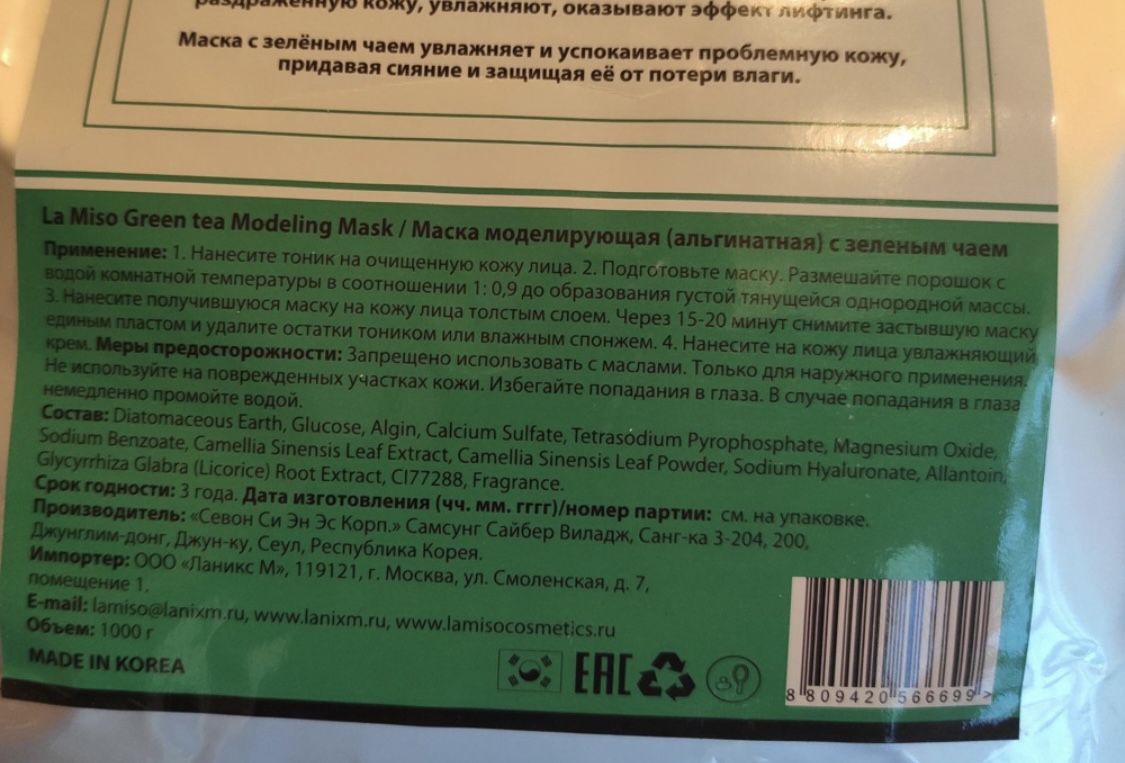 раздраженную кожу, увлажняют, оказывают эффект лифтинга.
Маска с зелёным чаем увлажняет и успокаивает проблемную кожу,
придавая сияние и защищая её от потери влаги.
La Miso Green tea Modeling Mask / Маска моделирующая (альгинатная) с зеленым чаем
Применение: 1. Нанесите тоник на очищенную кожу лица. 2. Подготовьте маску. Размешайте порошок с
водой комнатной температуры в соотношении 1: 0,9 до образования густой тянущейся однородной массы.
3. Нанесите получившуюся маску на кожу лица толстым слоем. Через 15-20 минут снимите застывшую маску
единым пластом и удалите остатки тоником или влажным спонжем. 4. Нанесите на кожу лица увлажняющий
крем. Меры предосторожности: Запрещено использовать с маслами. Только для наружного применения.
Не используйте на поврежденных участках кожи. Избегайте попадания в глаза. В случае попадания в глаза
немедленно промойте водой.
Состав: Diatomaceous Earth, Glucose, Algin, Calcium Sulfate, Tetrasodium Pyrophosphate, Magnesium Oxide,
Sodium Benzoate, Camellia Sinensis Leaf Extract, Camellia Sinensis Leaf Powder, Sodium Hyaluronate, Allantoin,
Glycyrrhiza Glabra (Licorice) Root Extract, CI77288, Fragrance.
Срок годности: 3 года. Дата изготовления (чч. мм. гггг)/номер партии: см. на упаковке.
Производитель: «Севон Си Эн Эс Корп.» Самсунг Сайбер Виладж, Санг-ка 3-204, 200,
Джунглим-донг, Джун-ку, Сеул, Республика Корея.
Импортер: ООО «Ланикс М», 119121, г. Москва, ул. Смоленская, д. 7,
помещение 1.
E-mail: lamiso@lanixm.ru, www.lanixm.ru, www.lamisocosmetics.ru
Объем: 1000 г
MADE IN KOREA
EAC
8 809420 566699 >